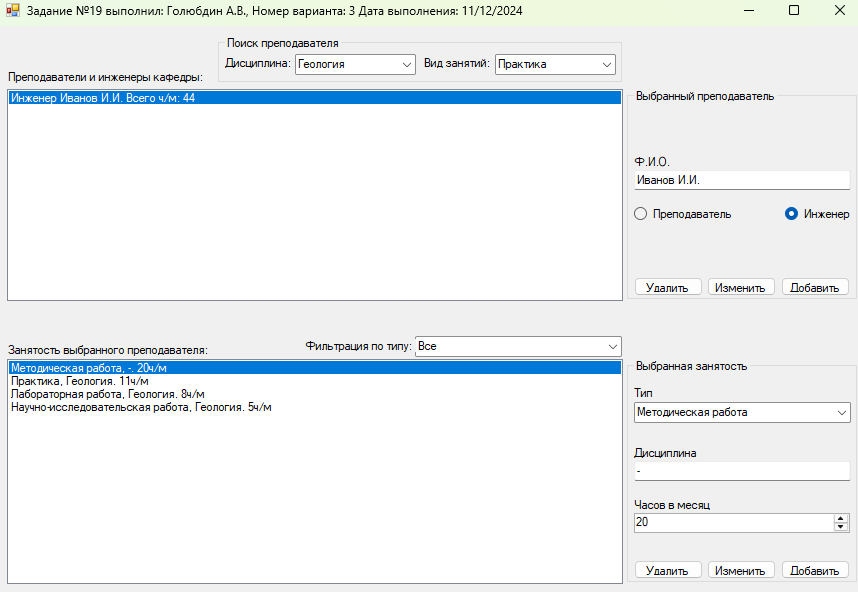 Задание №19 выполнил: Голюбдин А.В., Номер варианта: 3 Дата выполнения: 11/12/2024
Поиск преподавателя
Дисциплина: Геология Вид занятий: Практика
Преподаватели и инженеры кафедры:
Инженер Иванов И.И. Всего ч/м: 44
Выбранный преподаватель
Ф.И.О.
Иванов И.И.
Преподаватель Инженер
Удалить Изменить Добавить
Занятость выбранного преподавателя: Фильтрация по типу: Все
Методическая работа, -. 20ч/м
Практика, Геология. 11ч/м
Лабораторная работа, Геология. 8ч/м
Научно-исследовательская работа, Геология. 5ч/м
Выбранная занятость
Тип
Методическая работа
Дисциплина
-
Часов в месяц
20
Удалить Изменить Добавить